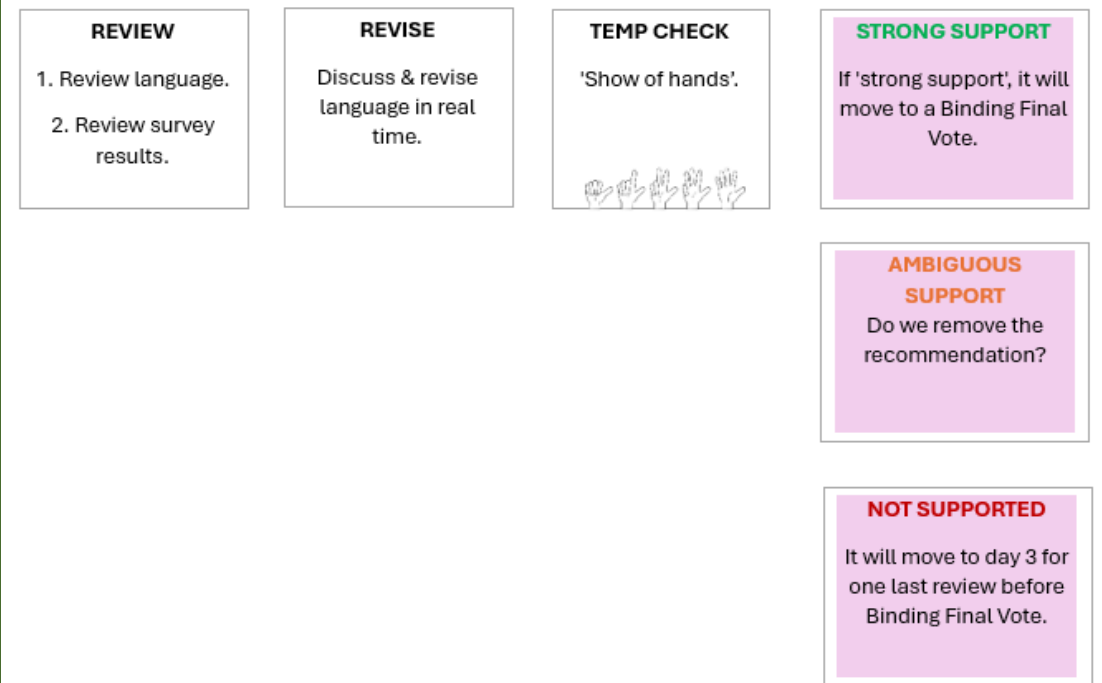 REVIEW
1. Review language.
2. Review survey
results.
REVISE
Discuss & revise
language in real
time.
TEMP CHECK
'Show of hands’.
STRONG SUPPORT
If 'strong support', it will
move to a Binding Final
Vote.
AMBIGUOUS
SUPPORT
Do we remove the
recommendation?
NOT SUPPORTED
It will move to day 3 for
one last review before
Binding Final Vote.